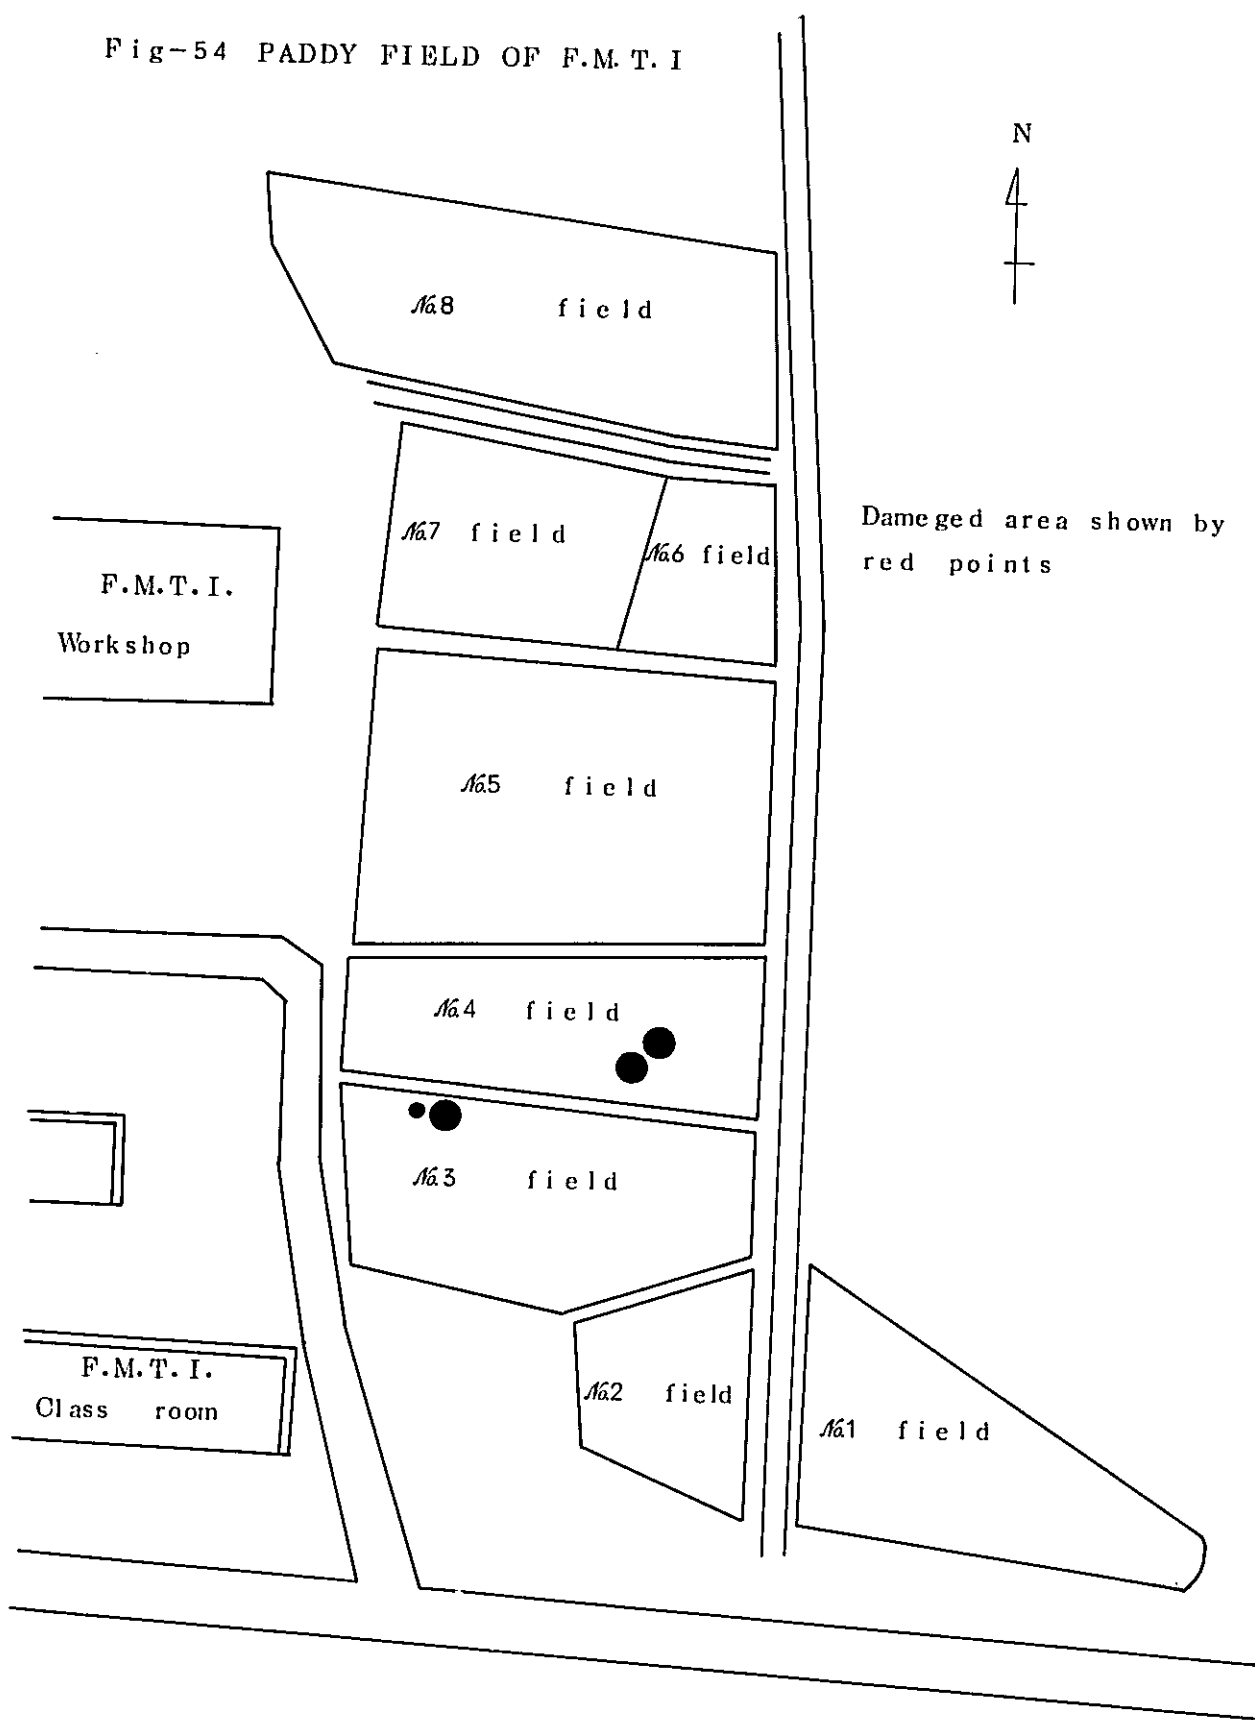 Fig-54 PADDY FIELD OF F.M.T.I
N
No.8 field
Dameged area shown by
red points
No.7 field
No.6 field
F.M.T.I.
Workshop
No.5 field
No.4 field
No.3 field
F.M.T.I.
Class room
No.2 field
No.1 field